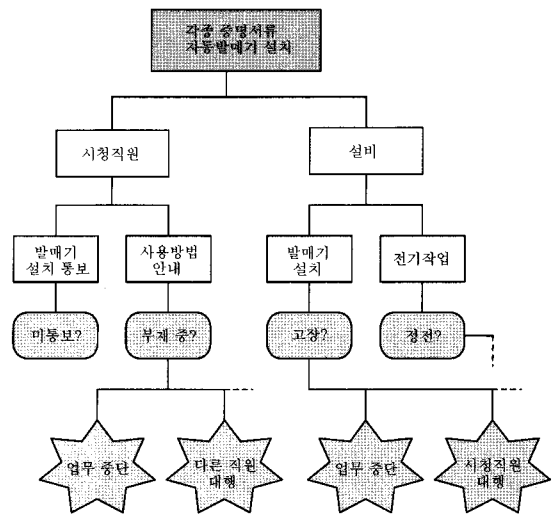 각종 증명서류
자동발매기 설치
시청직원
설비
발매기
설치 통보
사용방법
안내
발매기
설치
전기작업
미통보?
부재 중?
고장?
정전?
업무 중단
다른 직원
대행
업무 중단
시청직원
대행